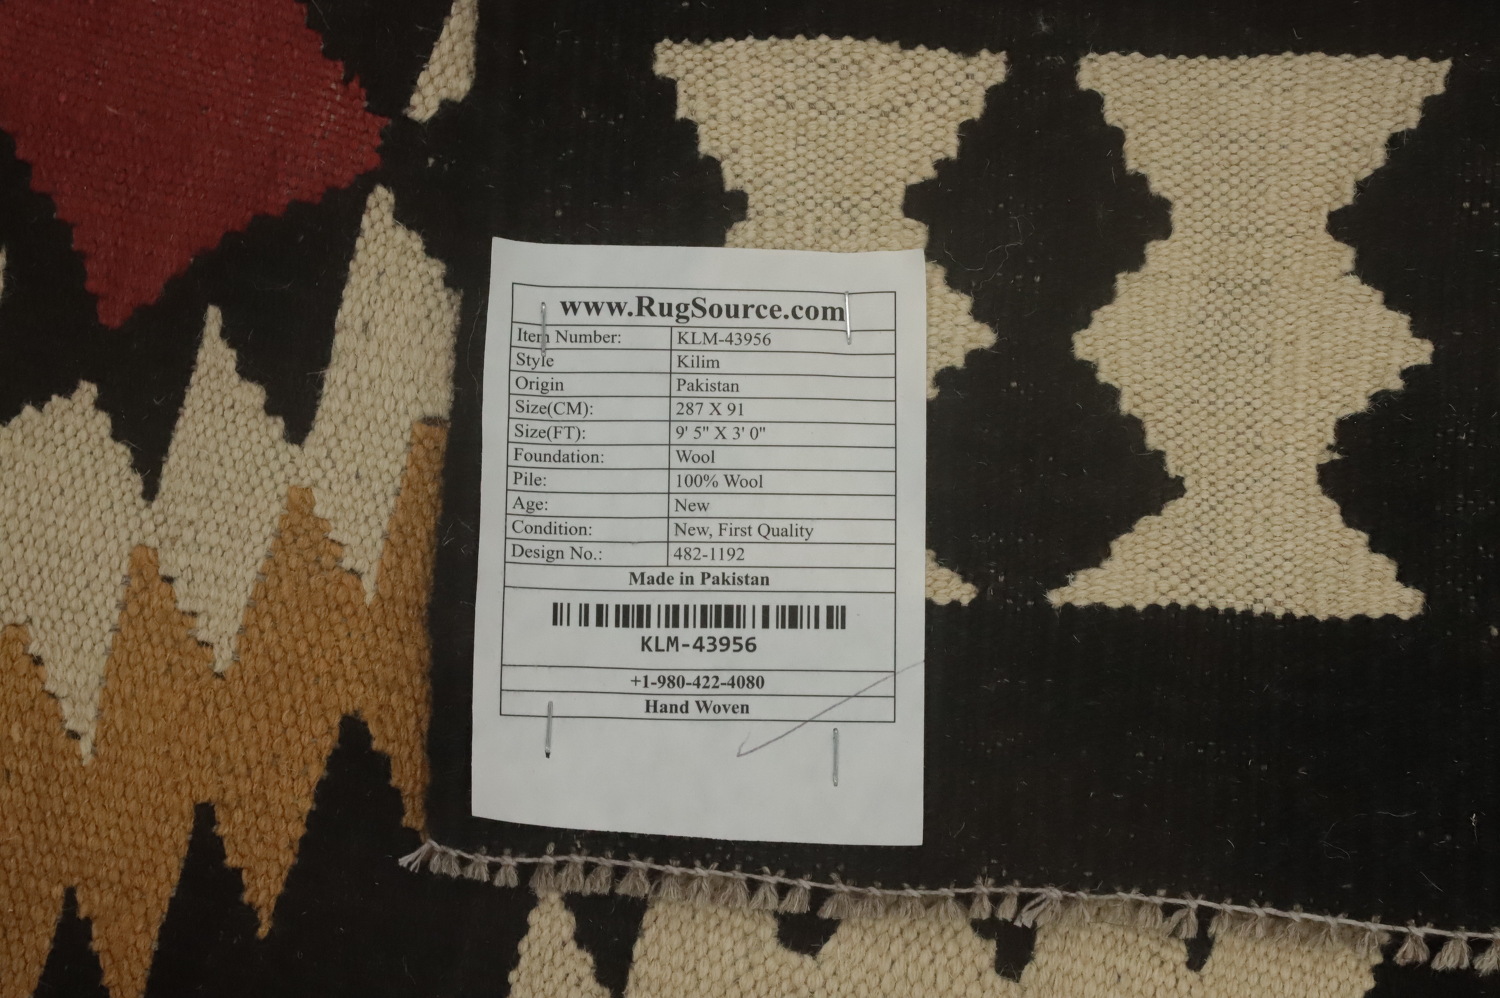 www.RugSource.com
Item Number: KLM-43956
Style Kilim
Origin Pakistan
Size(CM): 287 X 91
Size(FT): 9' 5" X 3' 0"
Foundation: Wool
Pile: 100% Wool
Age: New
Condition: New, First Quality
Design No.: 482-1192
Made in Pakistan
KLM-43956
+1-980-422-4080
Hand Woven